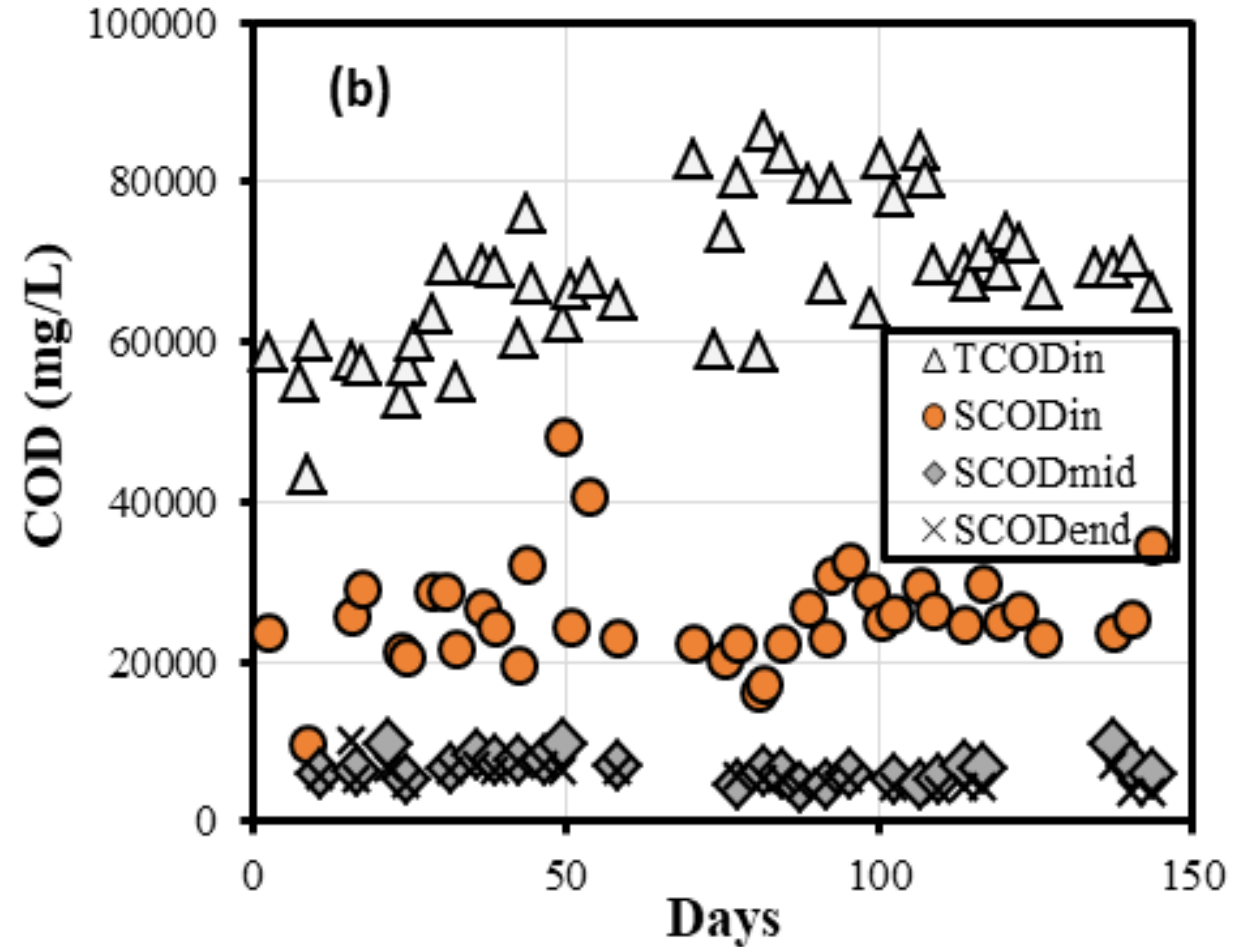 100000
80000
60000
40000
20000
0
COD (mg/L)
(b)
TCODin
SCODin
SCODmid
SCODend
0 50 100 150
Days